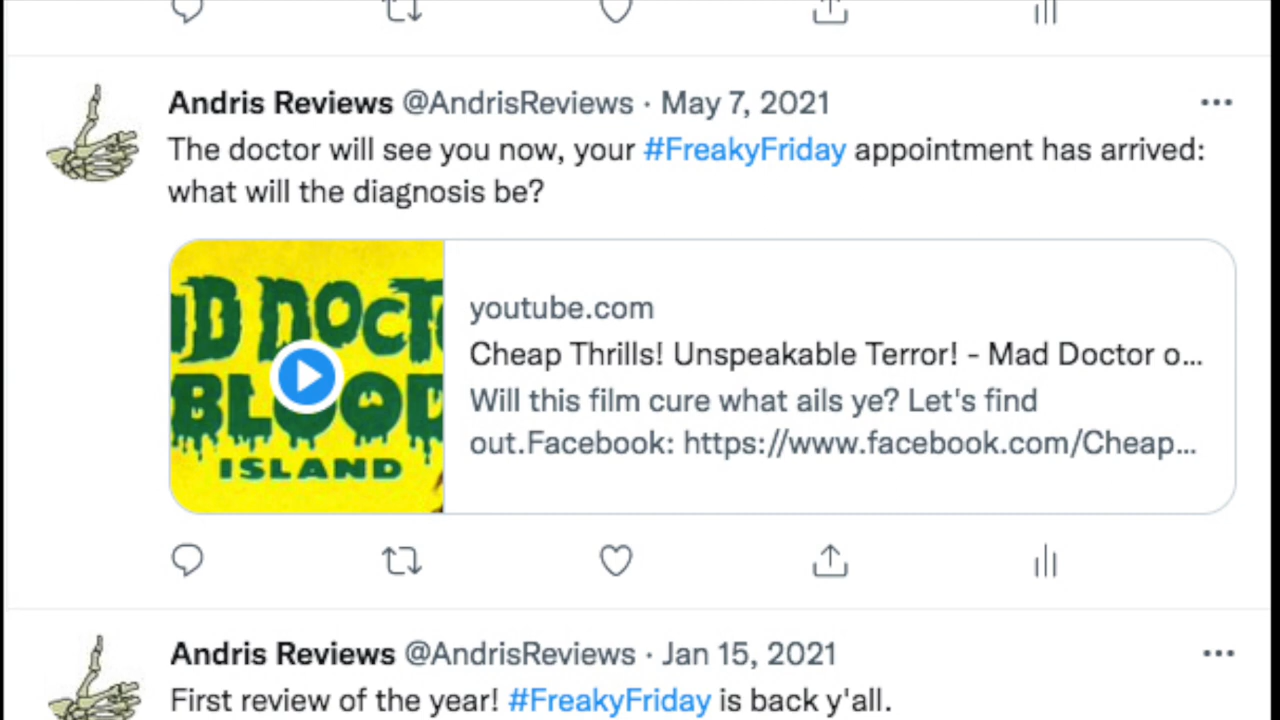 Andris Reviews @AndrisReviews · May 7, 2021
The doctor will see you now, your #FreakyFriday appointment has arrived:
what will the diagnosis be?
BLOOD
ISLAND
youtube.com
Cheap Thrills! Unspeakable Terror! - Mad Doctor o...
Will this film cure what ails ye? Let's find
out.Facebook: https://www.facebook.com/Cheap...
Andris Reviews @AndrisReviews · Jan 15, 2021
First review of the year! #FreakyFriday is back y'all.